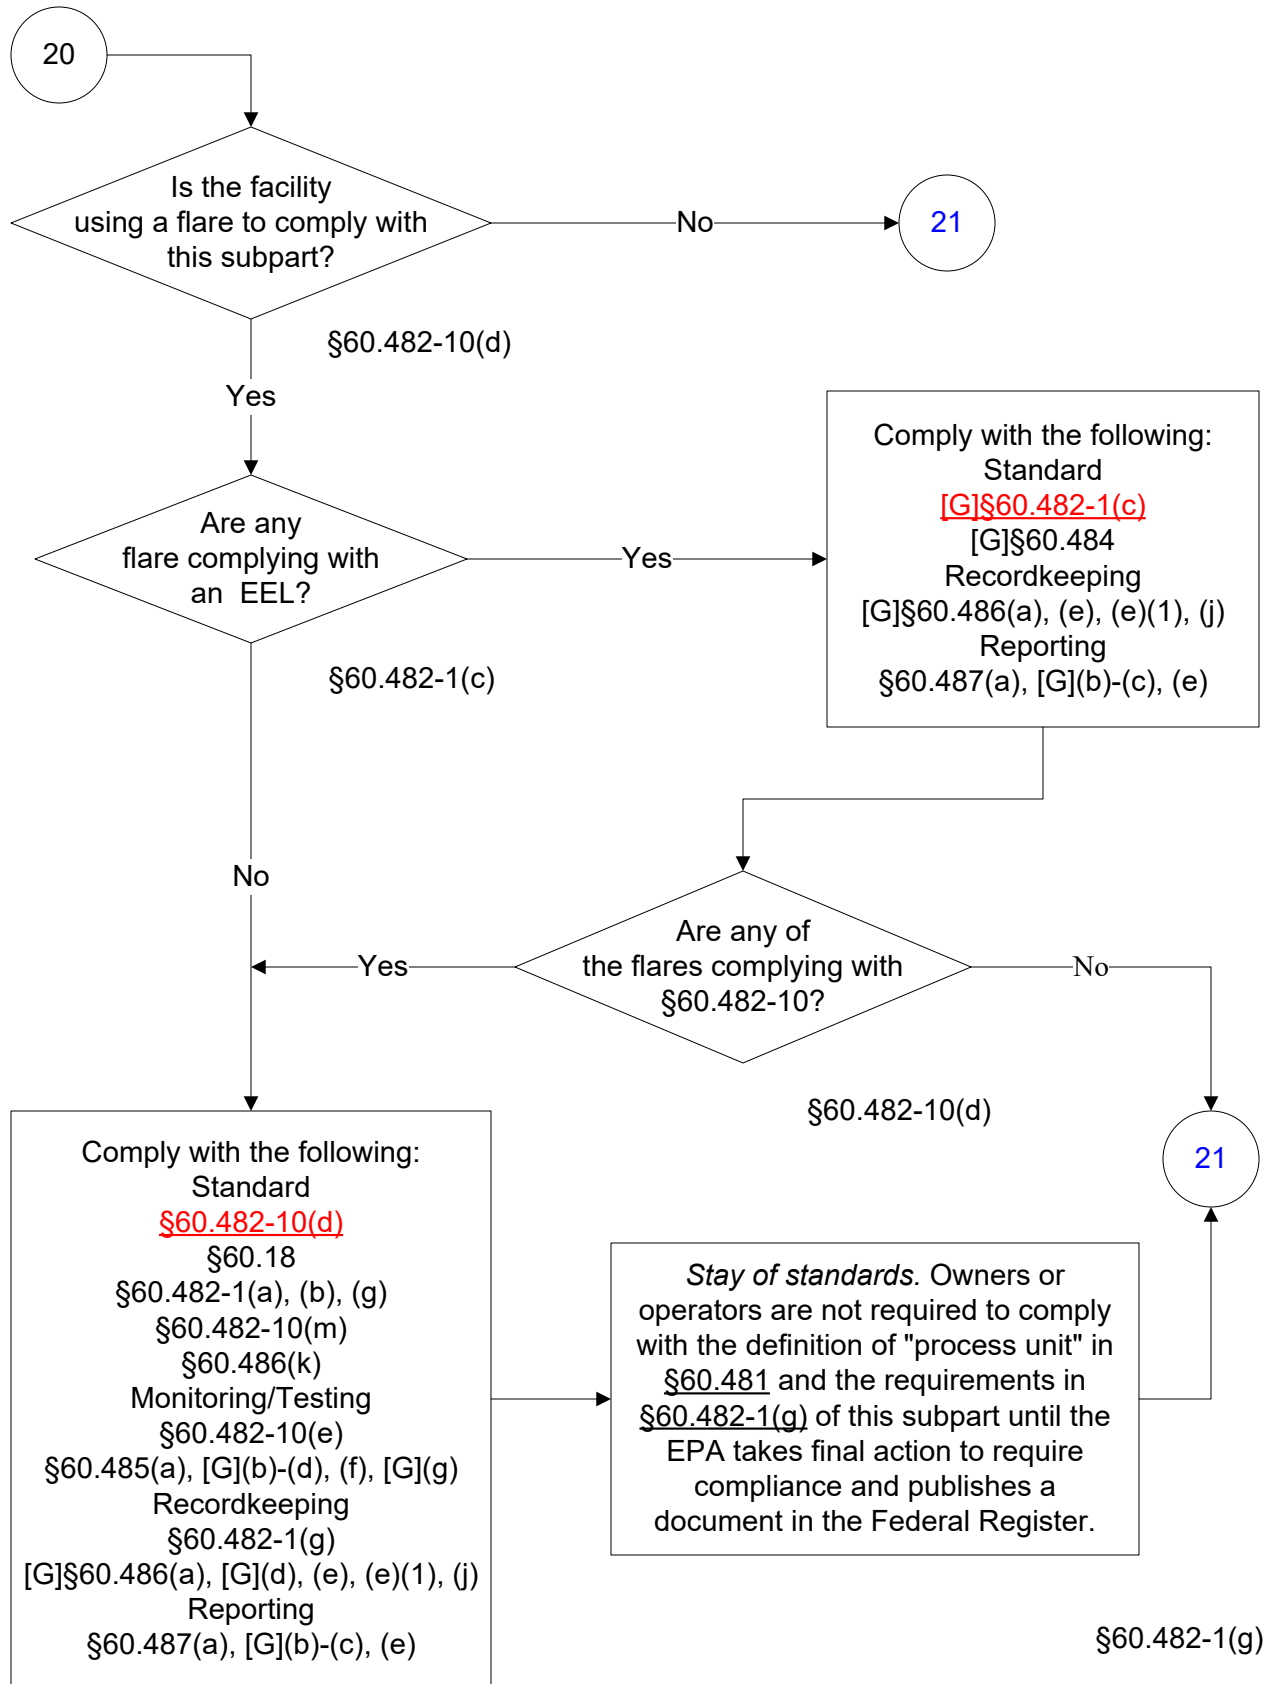 20
Is the facility
using a flare to comply with
this subpart?
No
21
§60.482-10(d)
Yes
Are any
flare complying with
an EEL?
Yes
§60.482-1(c)
Comply with the following:
Standard
[G]§60.482-1(c)
[G]§60.484
Recordkeeping
[G]§60.486(a), (e), (e)(1), (j)
Reporting
§60.487(a), [G](b)-(c), (e)
No
Are any of
the flares complying with
§60.482-10?
Yes
No
§60.482-10(d)
21
Comply with the following:
Standard
§60.482-10(d)
§60.18
§60.482-1(a), (b), (g)
§60.482-10(m)
§60.486(k)
Monitoring/Testing
§60.482-10(e)
§60.485(a), [G](b)-(d), (f), [G](g)
Recordkeeping
§60.482-1(g)
[G]§60.486(a), [G](d), (e), (e)(1), (j)
Reporting
§60.487(a), [G](b)-(c), (e)
Stay of standards. Owners or
operators are not required to comply
with the definition of "process unit" in
§60.481 and the requirements in
§60.482-1(g) of this subpart until the
EPA takes final action to require
compliance and publishes a
document in the Federal Register.
§60.482-1(g)